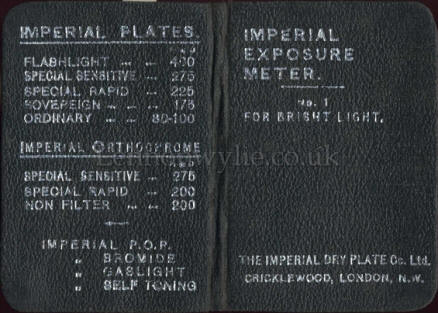 IMPERIAL PLATES.
H&D
FLASHLIGHT „ „ 400
SPECIAL SENSITIVE „ 275
SPECIAL RAPID „ „ 225
SOVEREIGN „ „ „ 175
ORDINARY „ „ 80-100
IMPERIAL ORTHOCHROME
H&D
SPECIAL SENSITIVE „ 275
SPECIAL RAPID „ 200
NON FILTER „ „ 200
IMPERIAL P.O.P.
„ BROMIDE
„ GASLIGHT
„ SELF TONING
IMPERIAL
EXPOSURE
METER.
No. 1
FOR BRIGHT LIGHT.
THE IMPERIAL DRY PLATE Co. Ltd.
CRICKLEWOOD, LONDON, N.W.